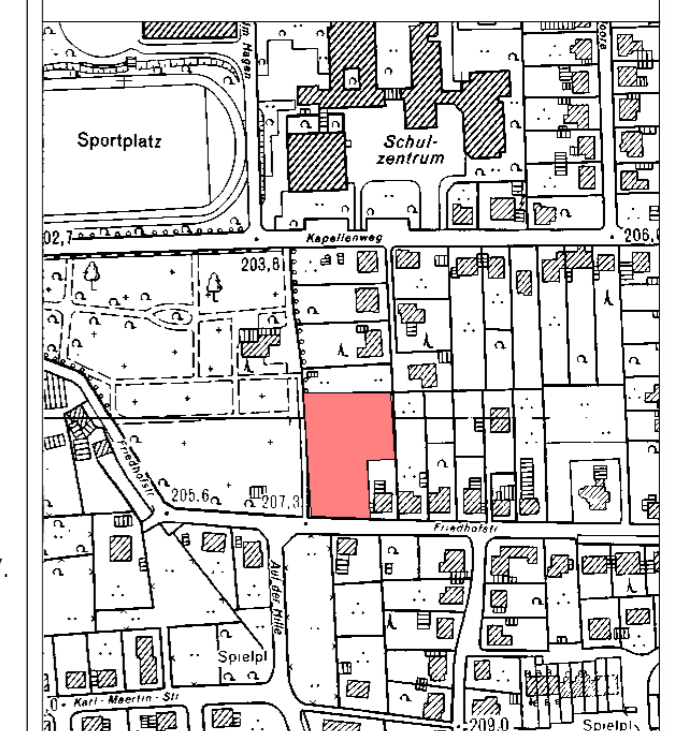 Im Hagen
Sportplatz
Schul-
zentrum
02,7
Kapellenweg
206,
203,8
Friedhofstr
205.6
207,3
Friedhofstr
Auf der Hille
Spielpl
Karl - Maertin - Str
209.0
Spielpl